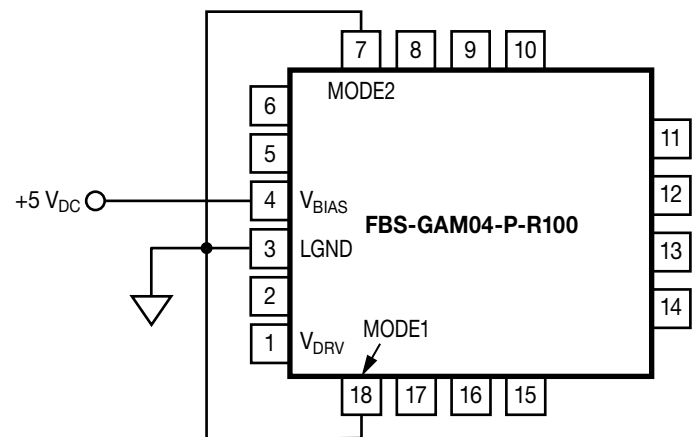 7 8 9 10
MODE2
6
5
11
+5 VDC
4 VBIAS
12
FBS-GAM04-P-R100
3 LGND
13
2
14
1 VDRV
MODE1
18 17 16 15